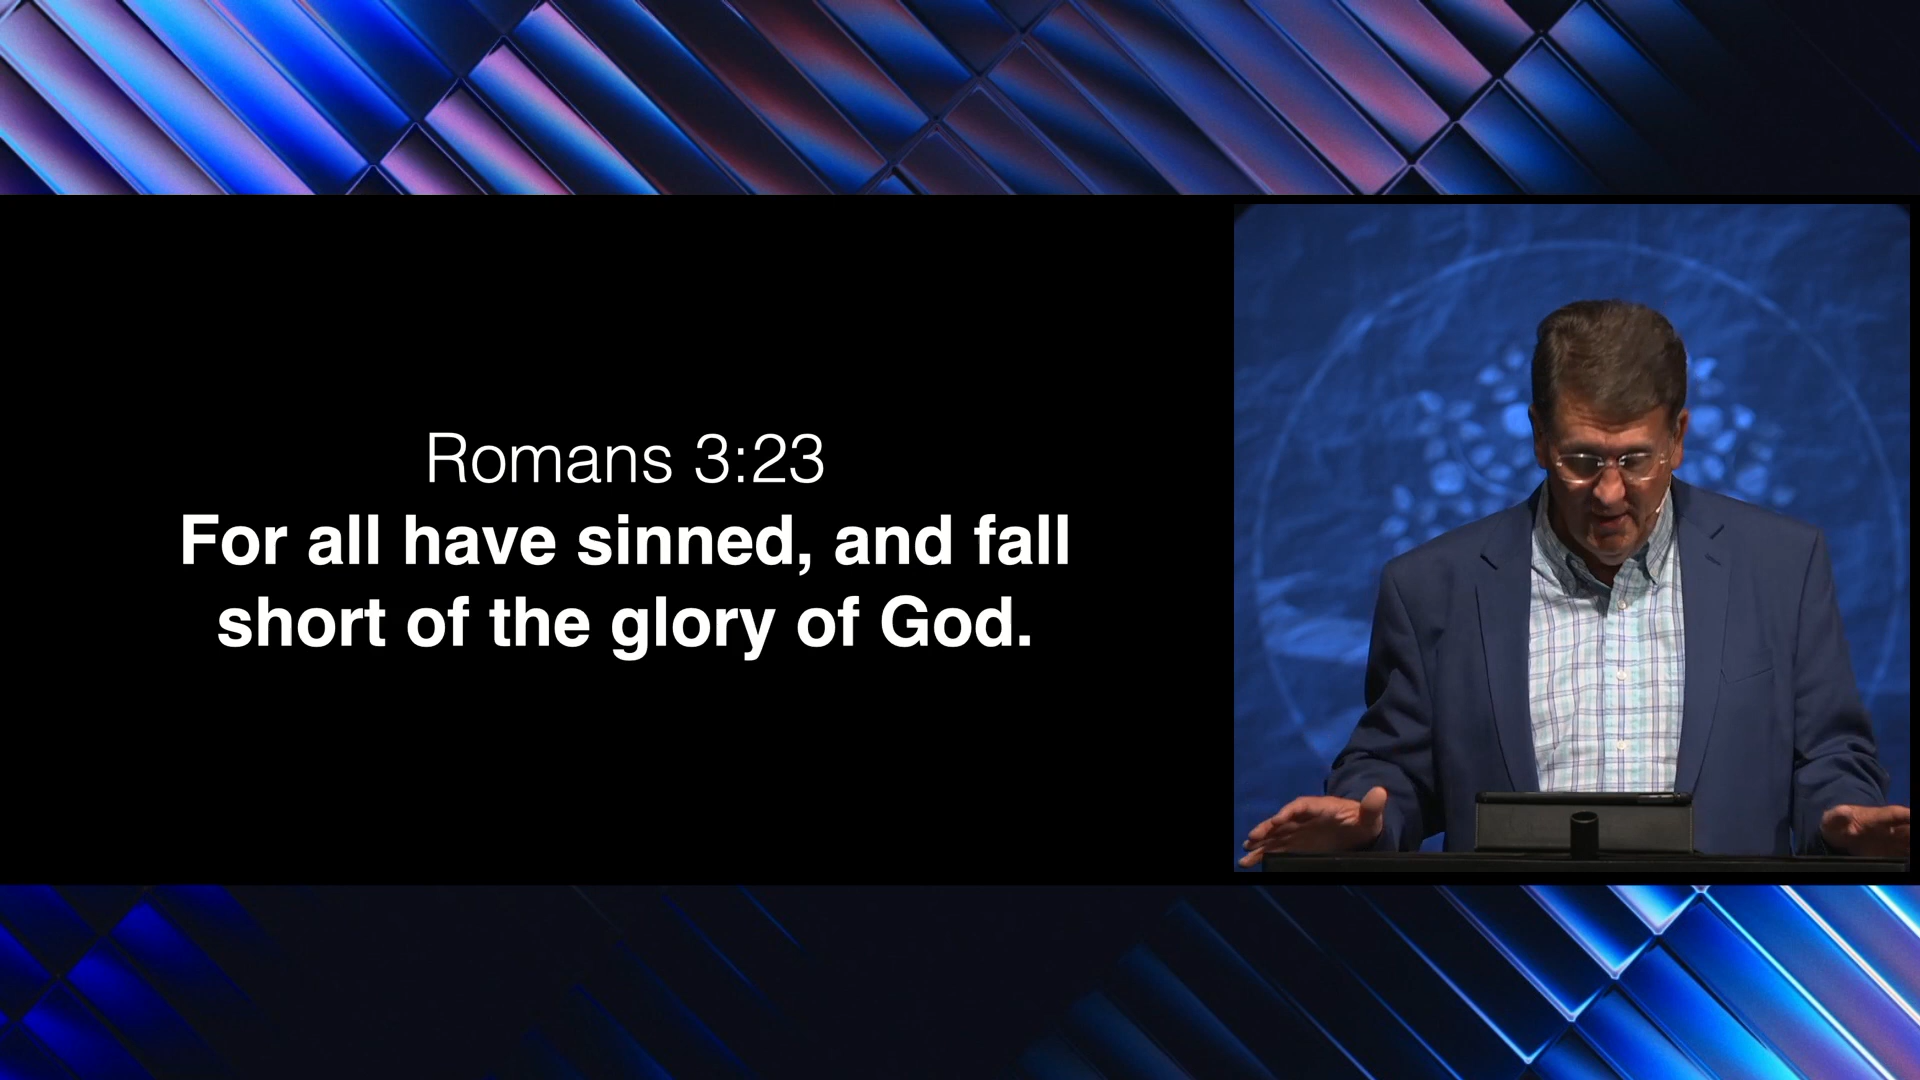 Romans 3:23
For all have sinned, and fall
short of the glory of God.